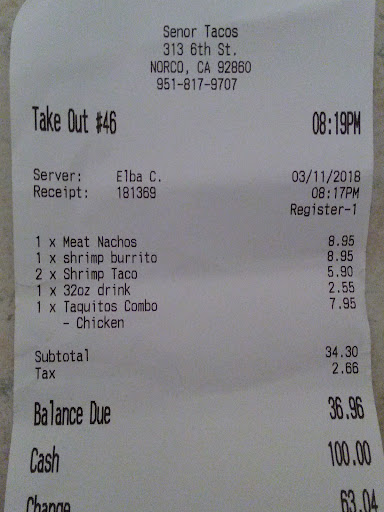 Senor Tacos
313 6th St.
NORCO, CA 92860
951-817-9707
Take Out #46 08:19PM
Server: Elba C. 03/11/2018
Receipt: 181369 08:17PM
Register-1
1 x Meat Nachos 8.95
1 x shrimp burrito 8.95
2 x Shrimp Taco 5.90
1 x 32oz drink 2.55
1 x Taquitos Combo 7.95
- Chicken
Subtotal 34.30
Tax 2.66
Balance Due 36.96
Cash 100.00
Change 63.04